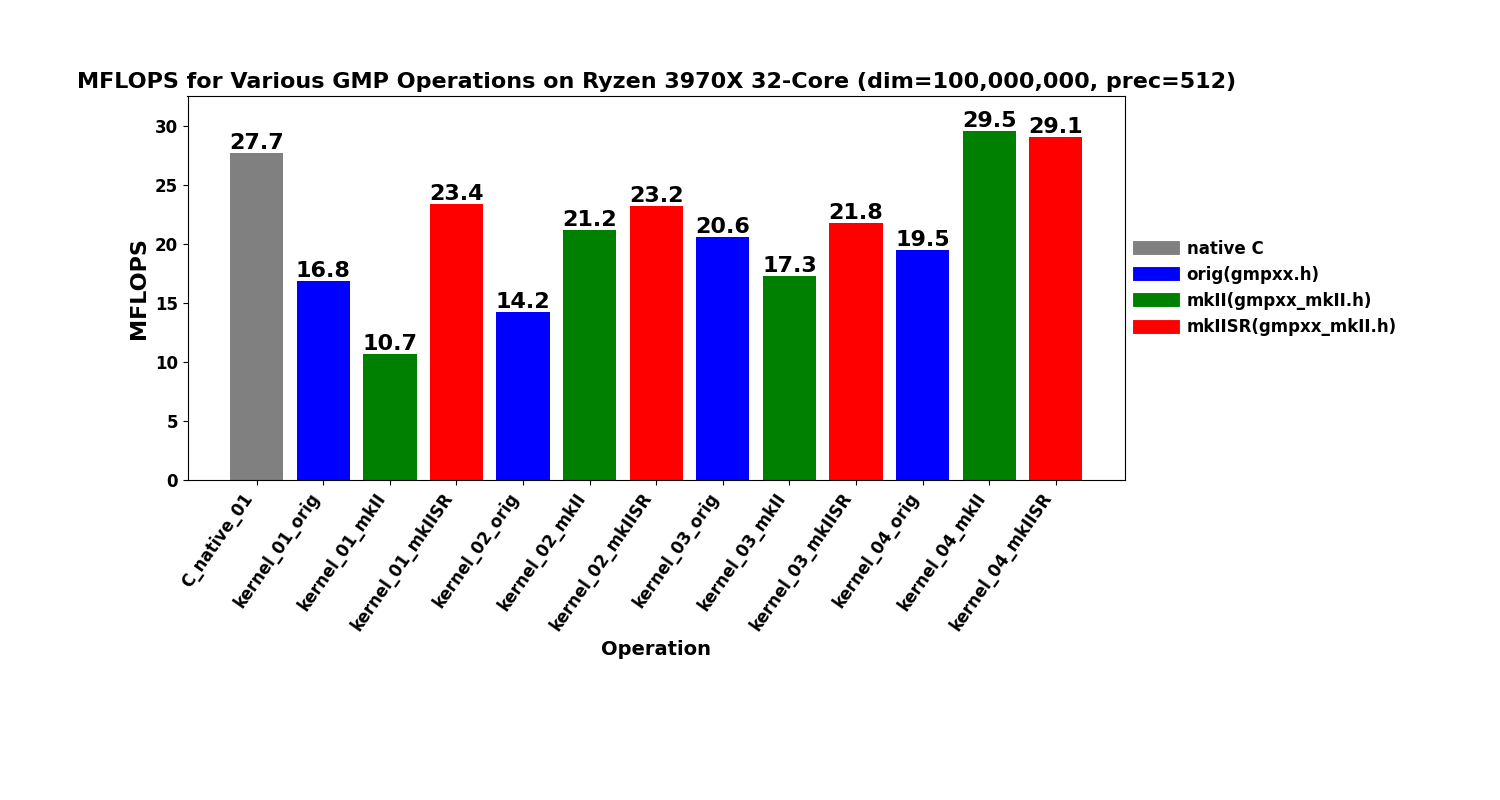 MFLOPS for Various GMP Operations on Ryzen 3970X 32-Core (dim=100,000,000, prec=512)
MFLOPS
30
25
20
15
10
5
0
27.7
16.8
10.7
23.4
14.2
21.2
23.2
20.6
17.3
21.8
19.5
29.5
29.1
C_native_01
kernel_01_orig
kernel_01_mkII
kernel_01_mkIISR
kernel_02_orig
kernel_02_mkII
kernel_02_mkIISR
kernel_03_orig
kernel_03_mkII
kernel_03_mkIISR
kernel_04_orig
kernel_04_mkII
kernel_04_mkIISR
Operation
native C
orig(gmpxx.h)
mkII(gmpxx_mkII.h)
mkIISR(gmpxx_mkII.h)